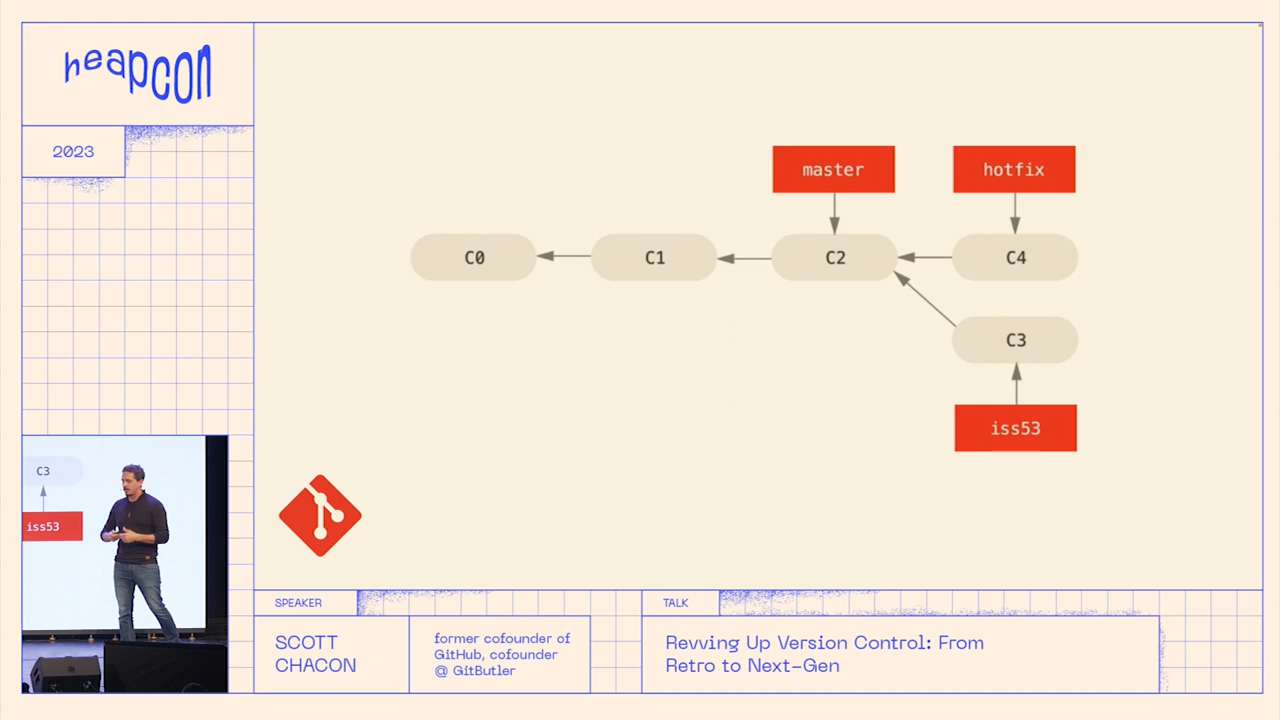 heapcon
2023
master
hotfix
C0
C1
C2
C4
C3
iss53
C3
iss53
SPEAKER
SCOTT
CHACON
former cofounder of
GitHub, cofounder
@ GitButler
TALK
Revving Up Version Control: From
Retro to Next-Gen